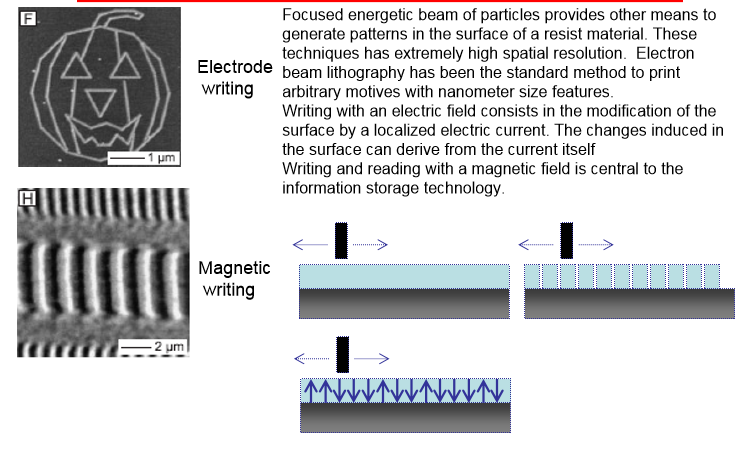 F
1 µm
Electrode
writing
Focused energetic beam of particles provides other means to
generate patterns in the surface of a resist material. These
techniques has extremely high spatial resolution.  Electron
beam lithography has been the standard method to print
arbitrary motives with nanometer size features.
Writing with an electric field consists in the modification of the
surface by a localized electric current. The changes induced in
the surface can derive from the current itself
Writing and reading with a magnetic field is central to the
information storage technology.
H
2 µm
Magnetic
writing